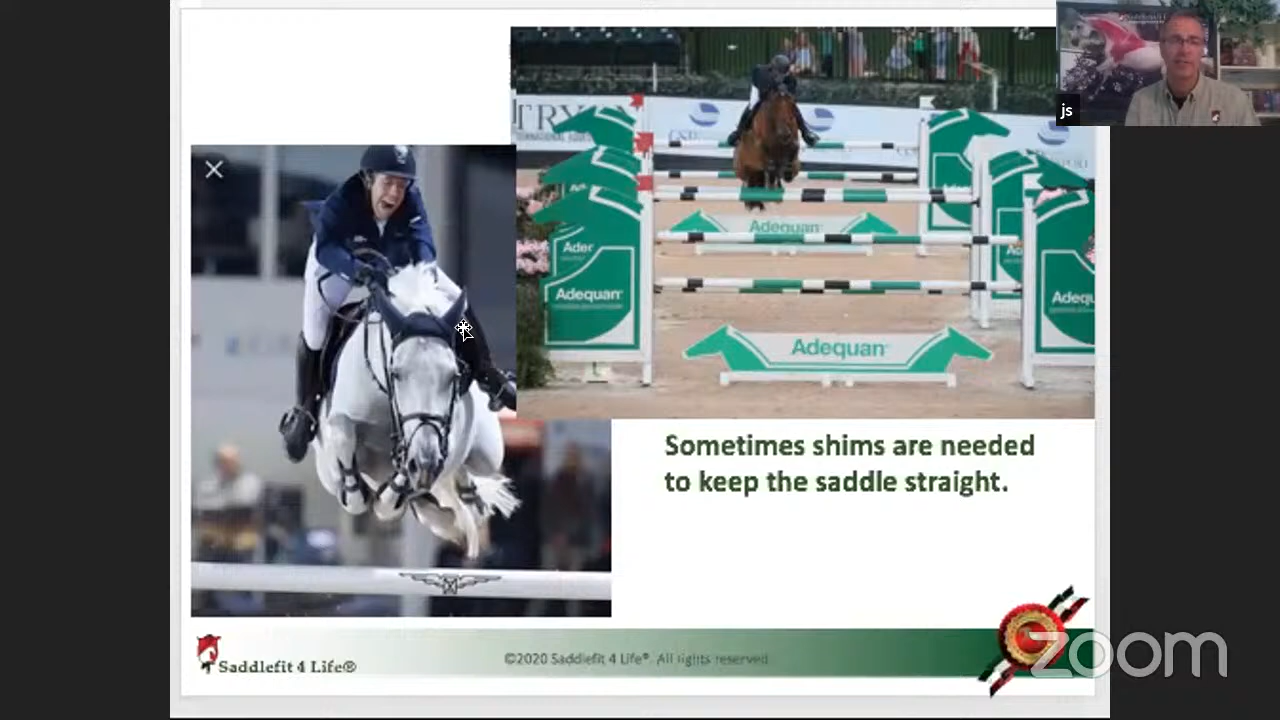 js
TRYON
Adequan
Adequan
Adequan
Adequan
Sometimes shims are needed
to keep the saddle straight.
Saddlefit 4 Life®
©2020 Saddlefit 4 Life®. All rights reserved.
zoom